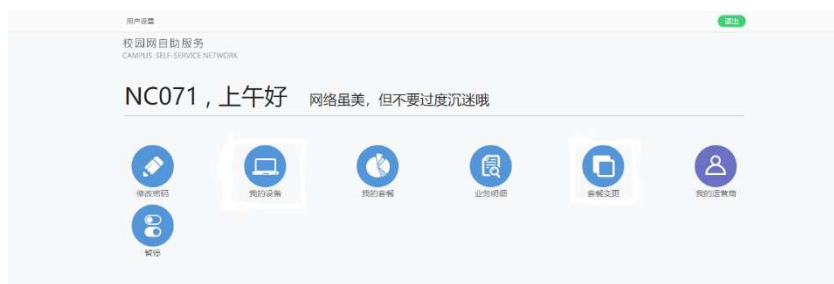 用户设置
退出
校园网自助服务
CAMPUS SELF-SERVICE NETWORK
NC071，上午好 网络虽美，但不要过度沉迷哦
修改密码 我的设备 我的套餐 业务明细 套餐变更 我的运营商
暂停